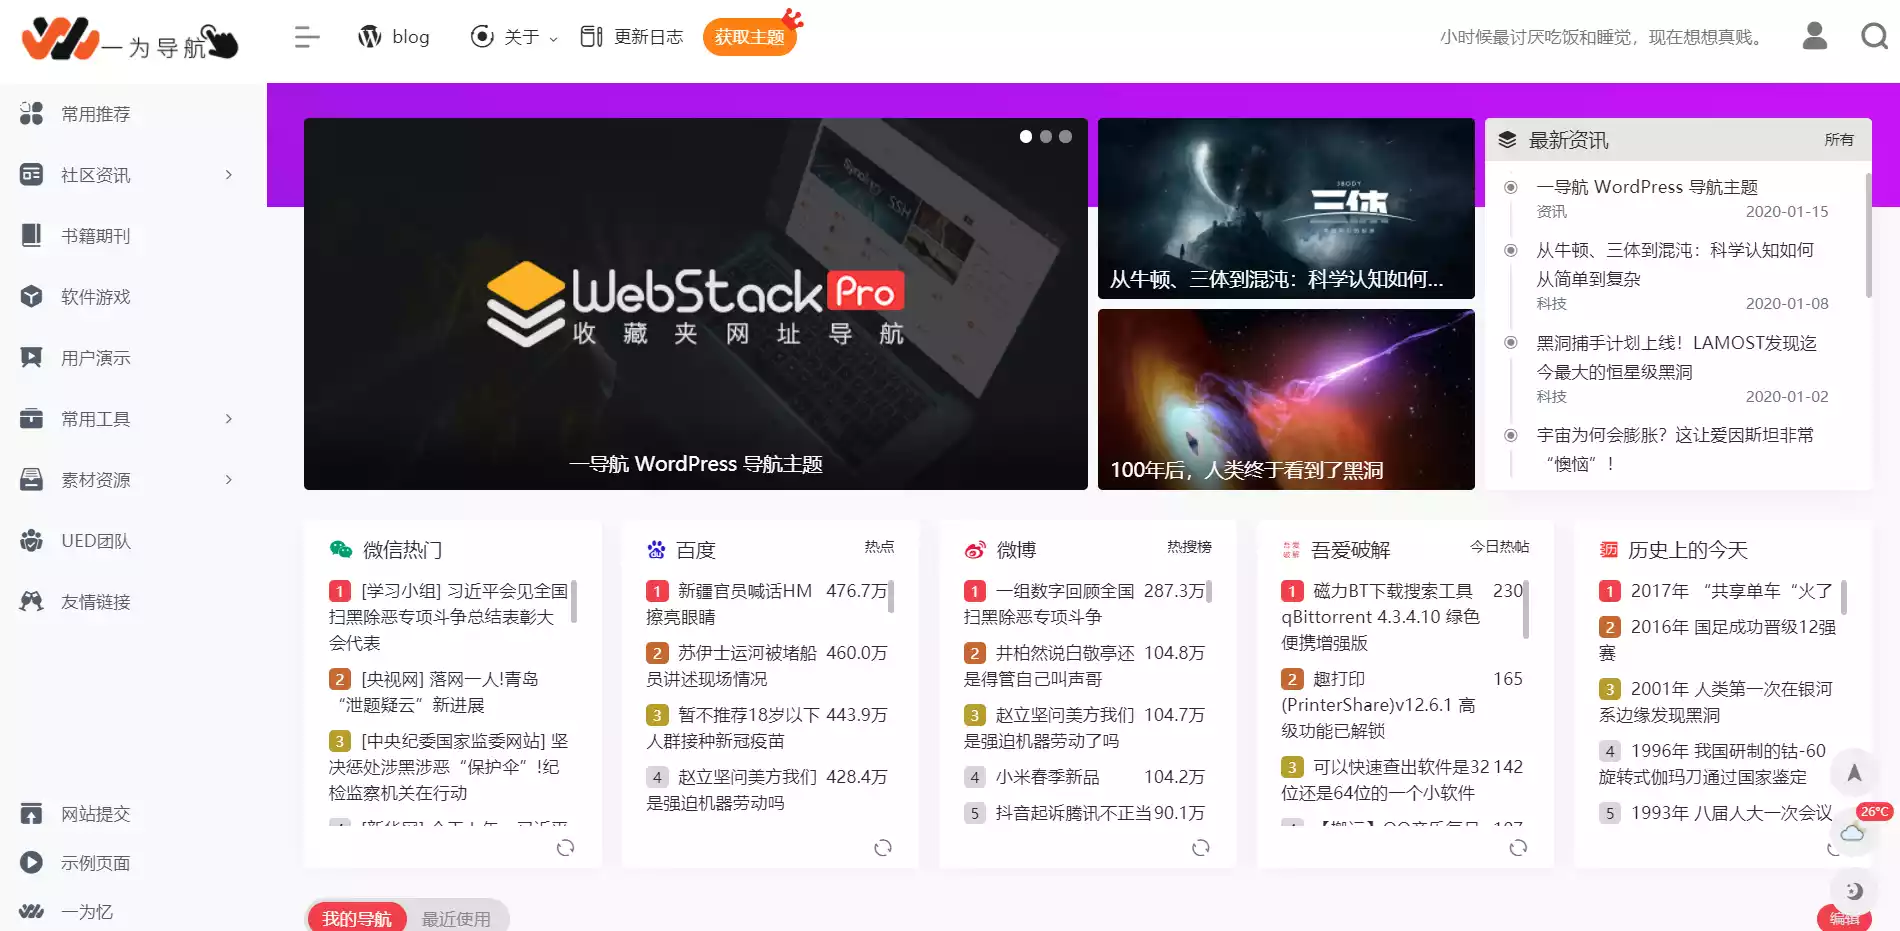 一为导航
blog
关于
更新日志
获取主题
小时候最讨厌吃饭和睡觉，现在想想真贱。
常用推荐
社区资讯
书籍期刊
软件游戏
用户演示
常用工具
素材资源
UED团队
友情链接
网站提交
示例页面
一为忆
WebStack Pro
收藏夹网址导航
一导航 WordPress 导航主题
3BODY
三体
从牛顿、三体到混沌：科学认知如何...
100年后，人类终于看到了黑洞
最新资讯 所有
一导航 WordPress 导航主题
资讯 2020-01-15
从牛顿、三体到混沌：科学认知如何
从简单到复杂
科技 2020-01-08
黑洞捕手计划上线！LAMOST发现迄
今最大的恒星级黑洞
科技 2020-01-02
宇宙为何会膨胀？这让爱因斯坦非常
“懊恼”！
微信热门
1 [学习小组] 习近平会见全国
扫黑除恶专项斗争总结表彰大
会代表
2 [央视网] 落网一人!青岛
“泄题疑云”新进展
3 [中央纪委国家监委网站] 坚
决惩处涉黑涉恶“保护伞”!纪
检监察机关在行动
百度 热点
1 新疆官员喊话HM 476.7万
擦亮眼睛
2 苏伊士运河被堵船 460.0万
员讲述现场情况
3 暂不推荐18岁以下 443.9万
人群接种新冠疫苗
4 赵立坚问美方我们 428.4万
是强迫机器劳动吗
微博 热搜榜
1 一组数字回顾全国 287.3万
扫黑除恶专项斗争
2 井柏然说白敬亭还 104.8万
是得管自己叫声哥
3 赵立坚问美方我们 104.7万
是强迫机器劳动了吗
4 小米春季新品 104.2万
5 抖音起诉腾讯不正当 90.1万
吾爱破解 今日热帖
1 磁力BT下载搜索工具 230
qBittorrent 4.3.4.10 绿色
便携增强版
2 趣打印 165
(PrinterShare)v12.6.1 高
级功能已解锁
3 可以快速查出软件是32 142
位还是64位的一个小软件
历史上的今天
1 2017年 “共享单车“火了
2 2016年 国足成功晋级12强
赛
3 2001年 人类第一次在银河
系边缘发现黑洞
4 1996年 我国研制的钴-60
旋转式伽玛刀通过国家鉴定
5 1993年 八届人大一次会议
26°C
我的导航
最近使用
编辑